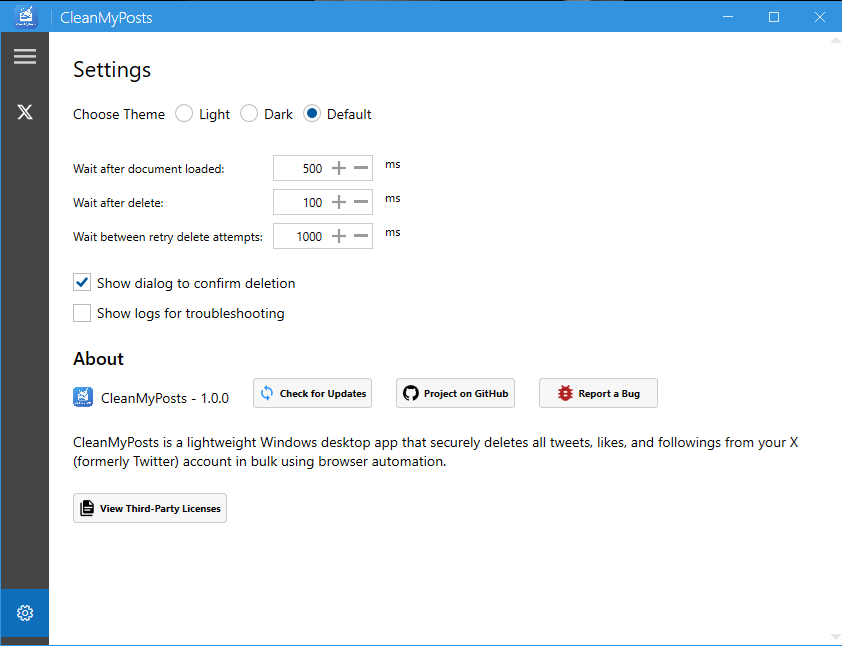 CleanMyPosts
Settings
Choose Theme Light Dark Default
Wait after document loaded: 500 ms
Wait after delete: 100 ms
Wait between retry delete attempts: 1000 ms
Show dialog to confirm deletion
Show logs for troubleshooting
About
CleanMyPosts - 1.0.0 Check for Updates Project on GitHub Report a Bug
CleanMyPosts is a lightweight Windows desktop app that securely deletes all tweets, likes, and followings from your X
(formerly Twitter) account in bulk using browser automation.
View Third-Party Licenses